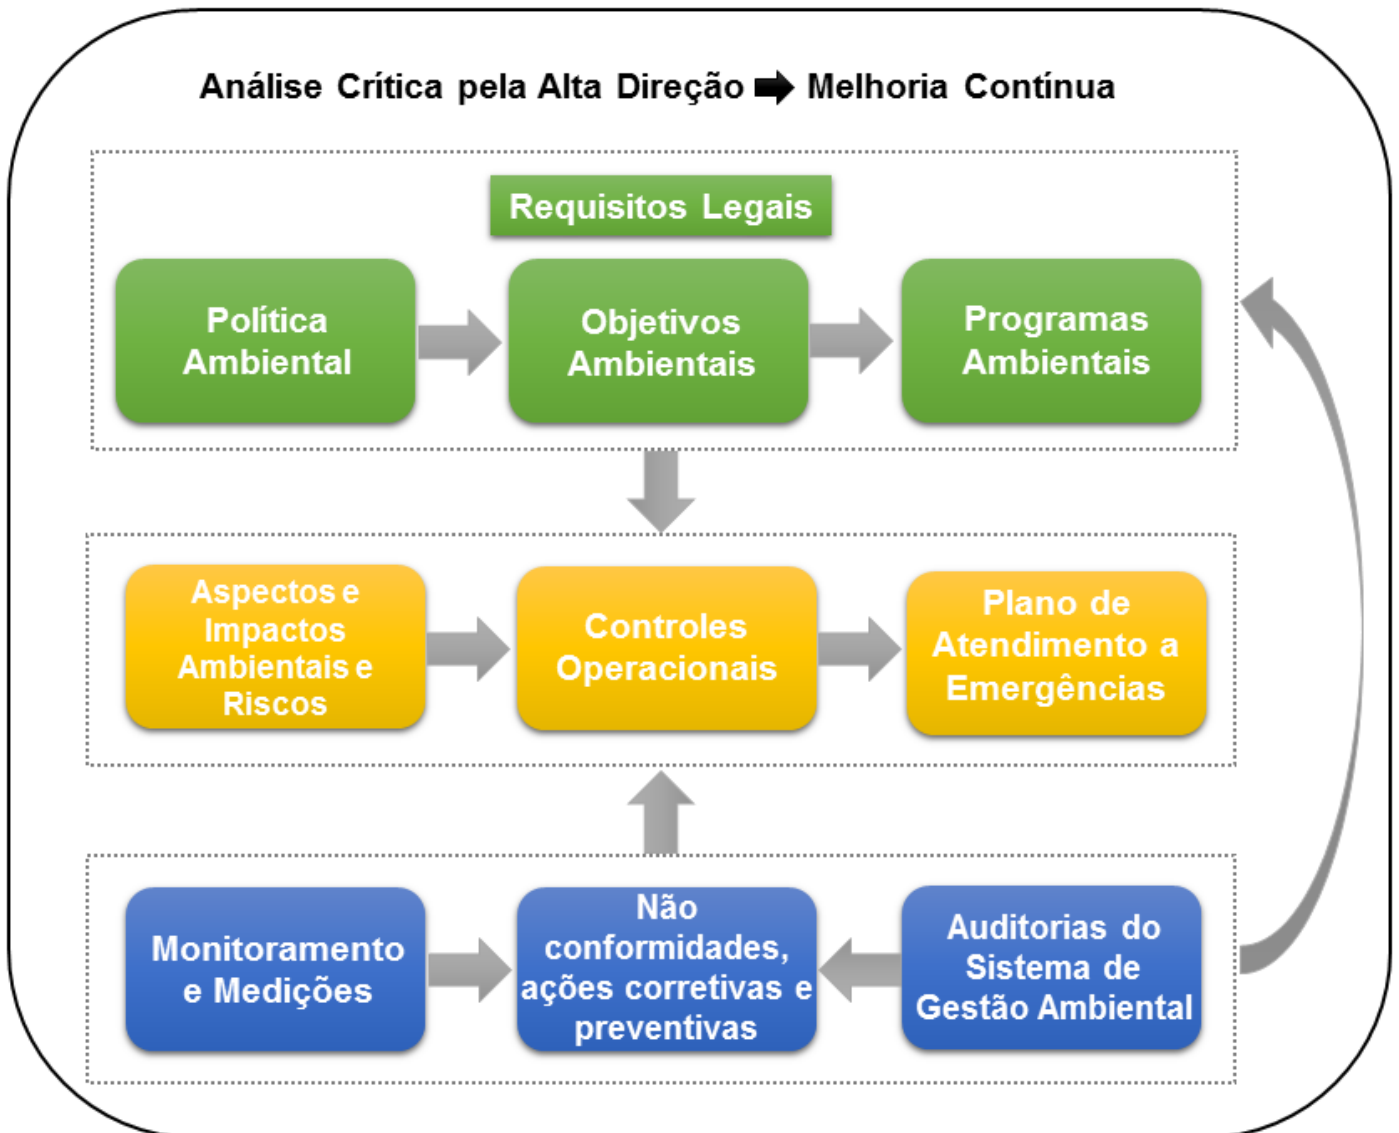 Análise Crítica pela Alta Direção Melhoria Contínua
Requisitos Legais
Política
Ambiental
Objetivos
Ambientais
Programas
Ambientais
Aspectos e
Impactos
Ambientais e
Riscos
Controles
Operacionais
Plano de
Atendimento a
Emergências
Monitoramento
e Medições
Não
conformidades,
ações corretivas e
preventivas
Auditorias do
Sistema de
Gestão Ambiental